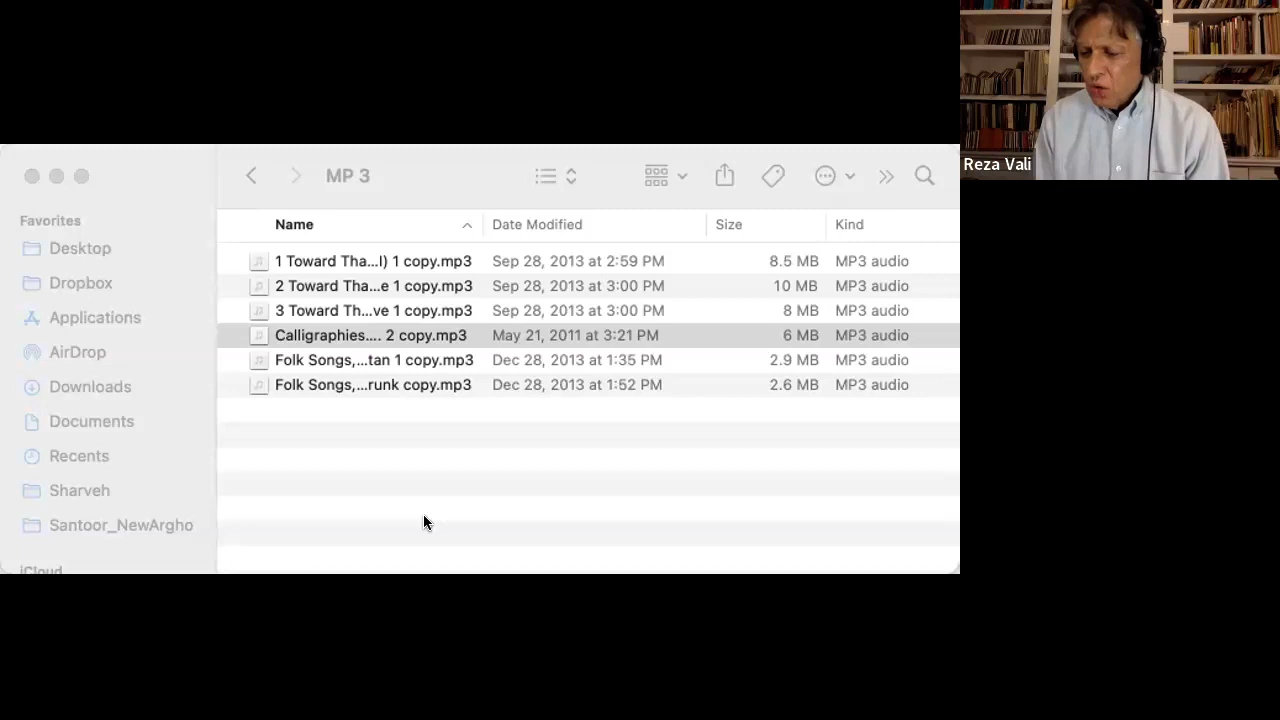 Reza Vali
MP 3
Favorites
Desktop
Dropbox
Applications
AirDrop
Downloads
Documents
Recents
Sharveh
Santoor_NewArgho
iCloud
Name Date Modified Size Kind
1 Toward Tha...l) 1 copy.mp3 Sep 28, 2013 at 2:59 PM 8.5 MB MP3 audio
2 Toward Tha...e 1 copy.mp3 Sep 28, 2013 at 3:00 PM 10 MB MP3 audio
3 Toward Th...ve 1 copy.mp3 Sep 28, 2013 at 3:00 PM 8 MB MP3 audio
Calligraphies.... 2 copy.mp3 May 21, 2011 at 3:21 PM 6 MB MP3 audio
Folk Songs,...tan 1 copy.mp3 Dec 28, 2013 at 1:35 PM 2.9 MB MP3 audio
Folk Songs,...runk copy.mp3 Dec 28, 2013 at 1:52 PM 2.6 MB MP3 audio